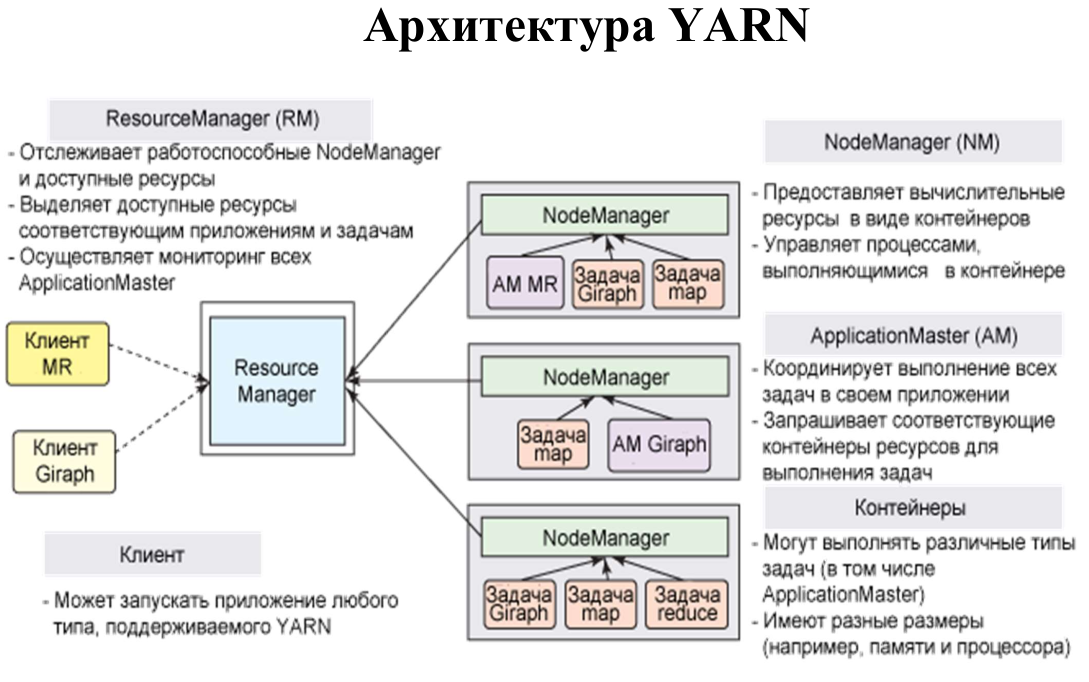 Архитектура YARN
ResourceManager (RM)
- Отслеживает работоспособные NodeManager
и доступные ресурсы
- Выделяет доступные ресурсы
соответствующим приложениям и задачам
- Осуществляет мониторинг всех
ApplicationMaster
Клиент
MR
Клиент
Giraph
Resource
Manager
Клиент
- Может запускать приложение любого
типа, поддерживаемого YARN
NodeManager
AM MR
Задача
Giraph
Задача
map
NodeManager
Задача
map
AM Giraph
NodeManager
Задача
Giraph
Задача
map
Задача
reduce
NodeManager (NM)
- Предоставляет вычислительные
ресурсы в виде контейнеров
- Управляет процессами,
выполняющимися в контейнере
ApplicationMaster (AM)
- Координирует выполнение всех
задач в своем приложении
- Запрашивает соответствующие
контейнеры ресурсов для
выполнения задач
Контейнеры
- Могут выполнять различные типы
задач (в том числе
ApplicationMaster)
- Имеют разные размеры
(например, памяти и процессора)